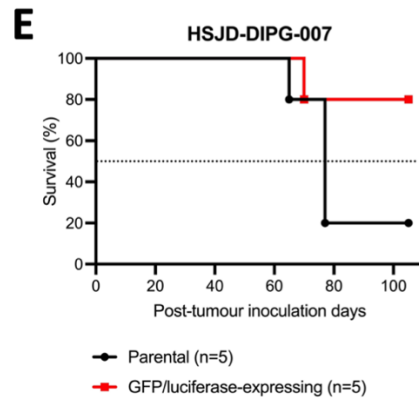 E
HSJD-DIPG-007
Survival (%)
100
80
60
40
20
0
0 20 40 60 80 100
Post-tumour inoculation days
Parental (n=5)
GFP/luciferase-expressing (n=5)